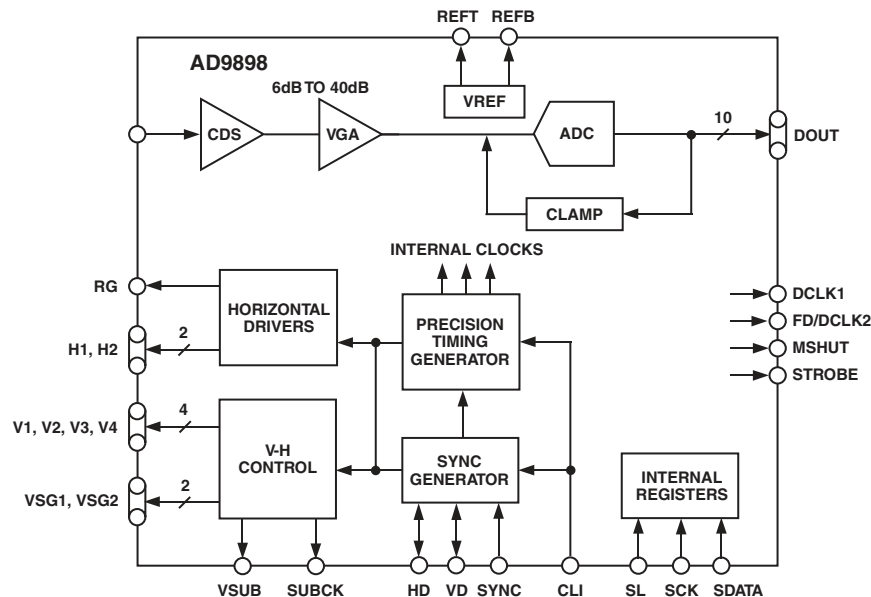 REFT REFB
AD9898
6dB TO 40dB
VREF
CDS
VGA
ADC
10
DOUT
CLAMP
INTERNAL CLOCKS
RG
HORIZONTAL
DRIVERS
PRECISION
TIMING
GENERATOR
DCLK1
FD/DCLK2
MSHUT
STROBE
H1, H2
2
V1, V2, V3, V4
4
V-H
CONTROL
SYNC
GENERATOR
INTERNAL
REGISTERS
VSG1, VSG2
2
VSUB SUBCK HD VD SYNC CLI SL SCK SDATA